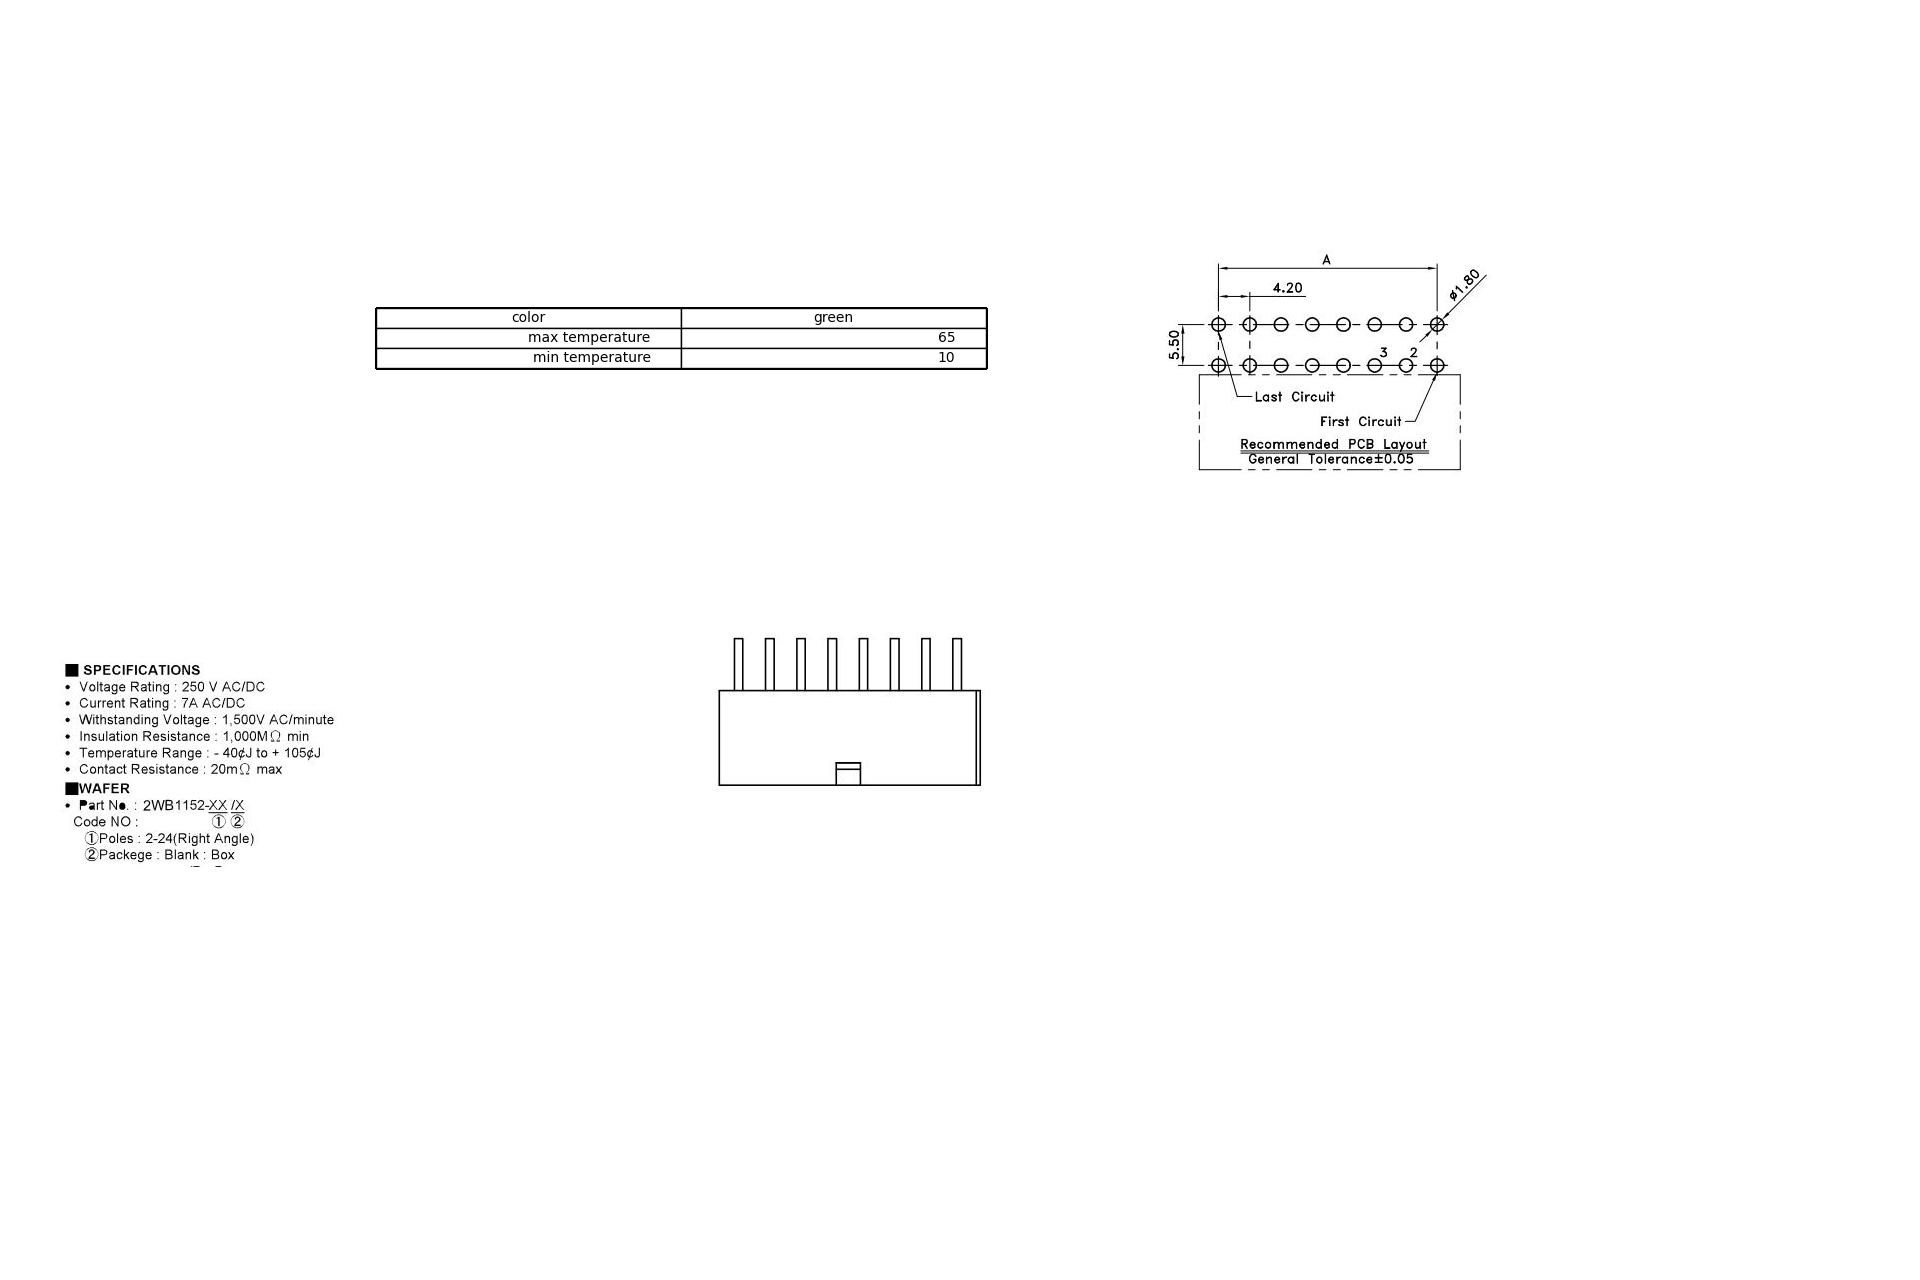 color green
max temperature 65
min temperature 10
A
4.20
ø1.80
5.50
3 2
Last Circuit
First Circuit
Recommended PCB Layout
General Tolerance±0.05
SPECIFICATIONS
• Voltage Rating : 250 V AC/DC
• Current Rating : 7A AC/DC
• Withstanding Voltage : 1,500V AC/minute
• Insulation Resistance : 1,000MΩ min
• Temperature Range : - 40¢J to + 105¢J
• Contact Resistance : 20mΩ max
WAFER
• Part No. : 2WB1152-XX /X
Code NO : ① ②
①Poles : 2-24(Right Angle)
②Packege : Blank : Box